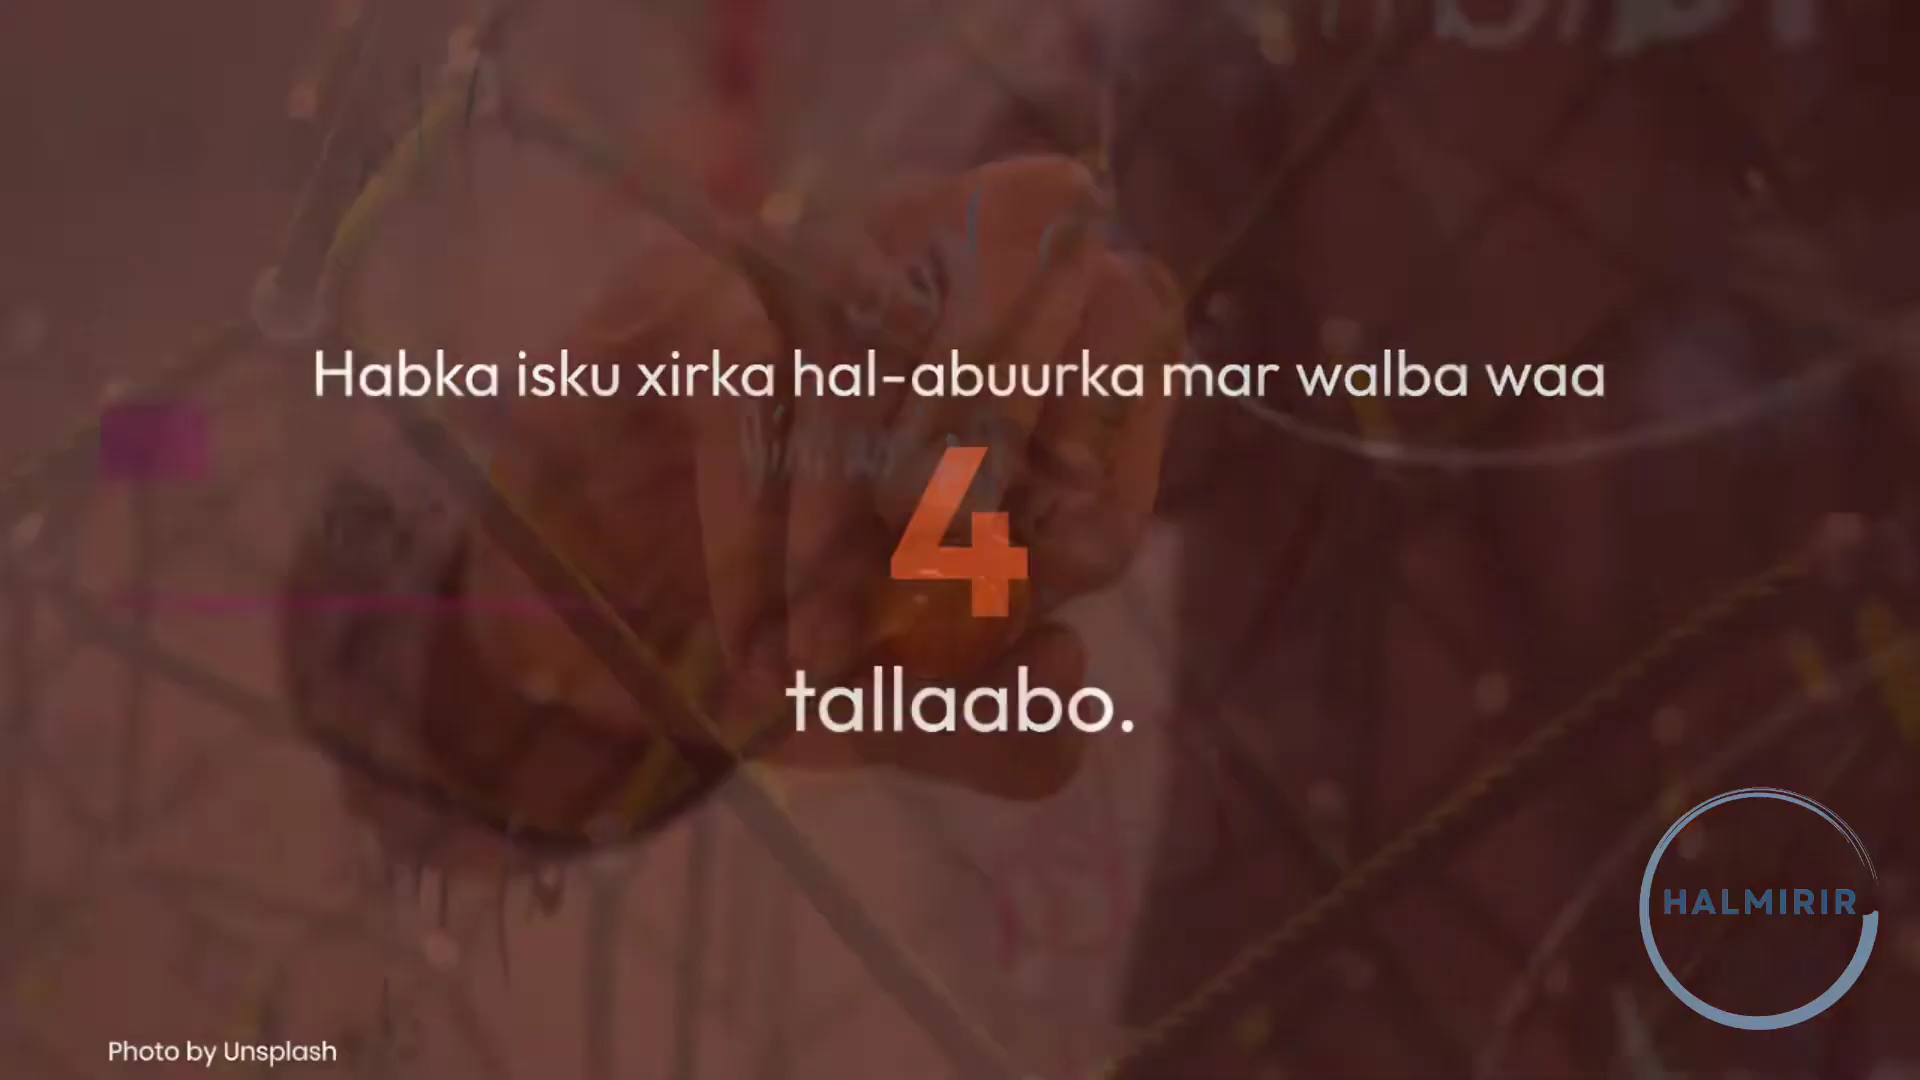 Habka isku xirka hal-abuurka mar walba waa
4
tallaabo.
HALMIRIR
Photo by Unsplash